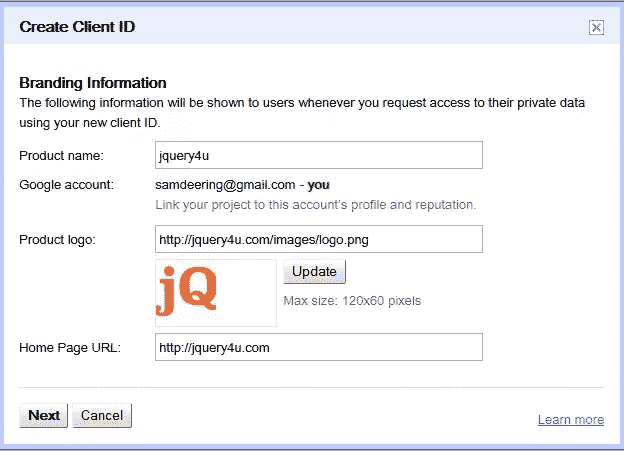 Create Client ID
Branding Information
The following information will be shown to users whenever you request access to their private data
using your new client ID.
Product name: jquery4u
Google account: samdeering@gmail.com - you
Link your project to this account's profile and reputation.
Product logo: http://jquery4u.com/images/logo.png
jQ
Update
Max size: 120x60 pixels
Home Page URL: http://jquery4u.com
Next Cancel
Learn more